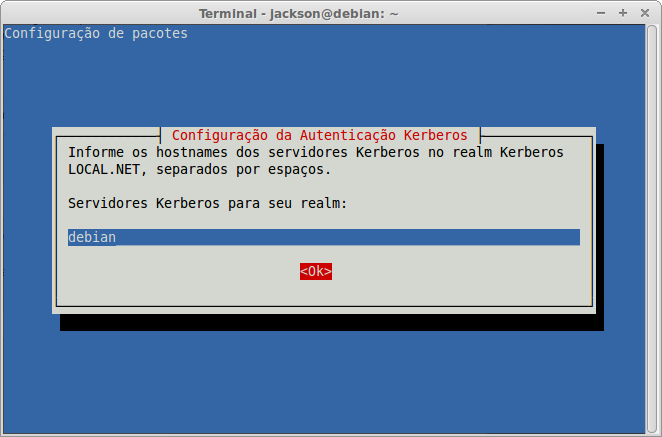 Terminal - jackson@debian: ~
Configuração de pacotes
Configuração da Autenticação Kerberos
Informe os hostnames dos servidores Kerberos no realm Kerberos
LOCAL.NET, separados por espaços.
Servidores Kerberos para seu realm:
debian
<Ok>